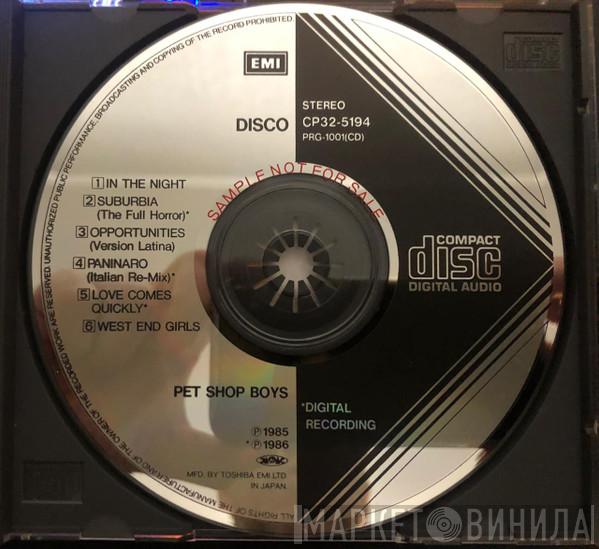 ALL RIGHTS OF THE MANUFACTURER AND OF THE OWNER OF THE RECORDED WORK ARE RESERVED. UNAUTHORIZED PUBLIC PERFORMANCE, BROADCASTING AND COPYING OF THE RECORD PROHIBITED.
EMI
DISCO
STEREO
CP32-5194
PRG-1001(CD)
SAMPLE NOT FOR SALE
1 IN THE NIGHT
2 SUBURBIA
(The Full Horror)*
3 OPPORTUNITIES
(Version Latina)
4 PANINARO
(Italian Re-Mix)*
5 LOVE COMES
QUICKLY*
6 WEST END GIRLS
COMPACT
disc
DIGITAL AUDIO
PET SHOP BOYS
*DIGITAL
RECORDING
℗1985
*℗1986
MFD. BY TOSHIBA EMI LTD
IN JAPAN.
COMPACT
disc
DIGITAL AUDIO
МАРКЕТ ВИНИЛА